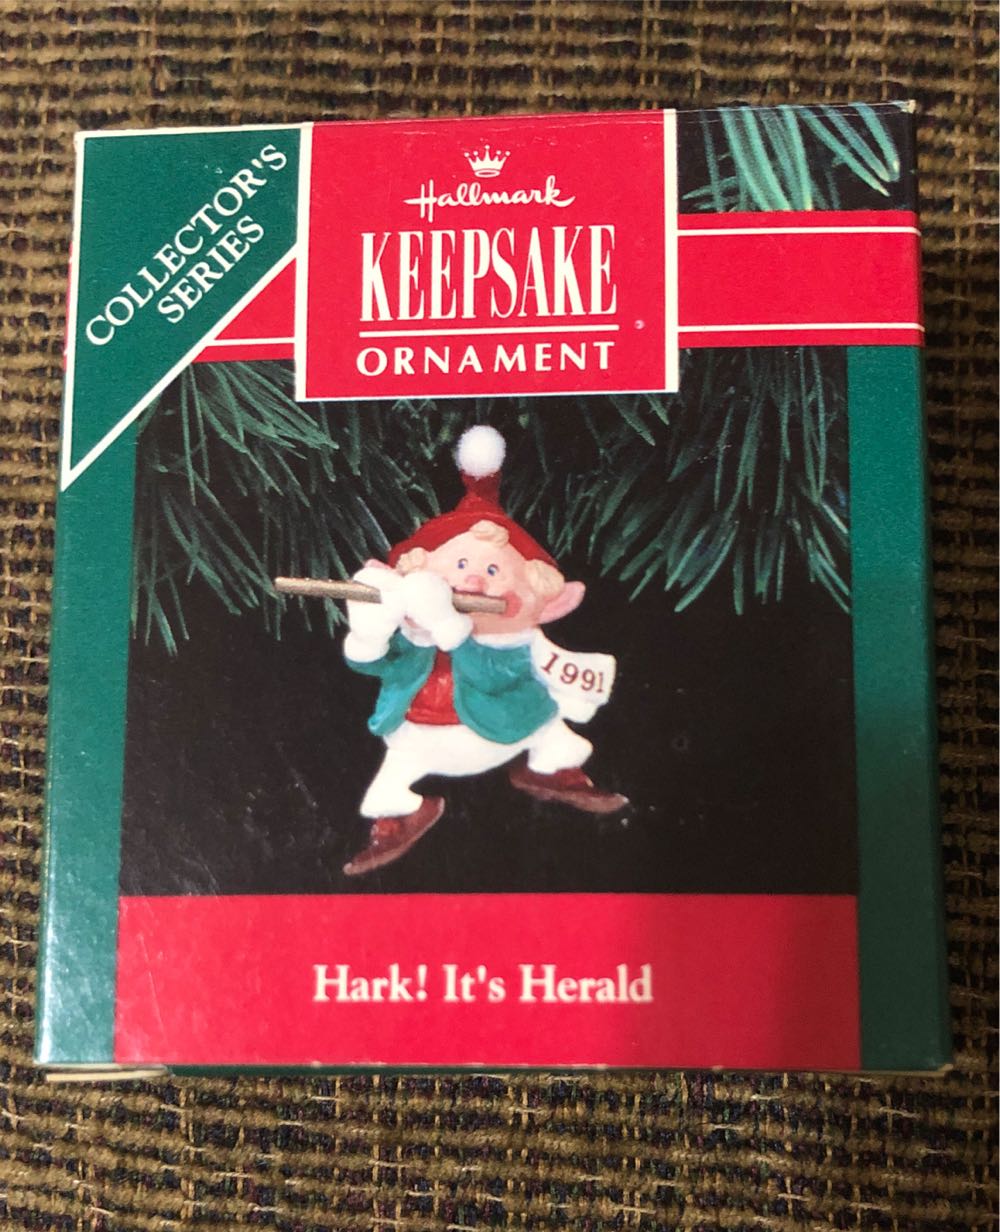 COLLECTOR'S
SERIES
Hallmark
KEEPSAKE
ORNAMENT
1991
Hark! It's Herald